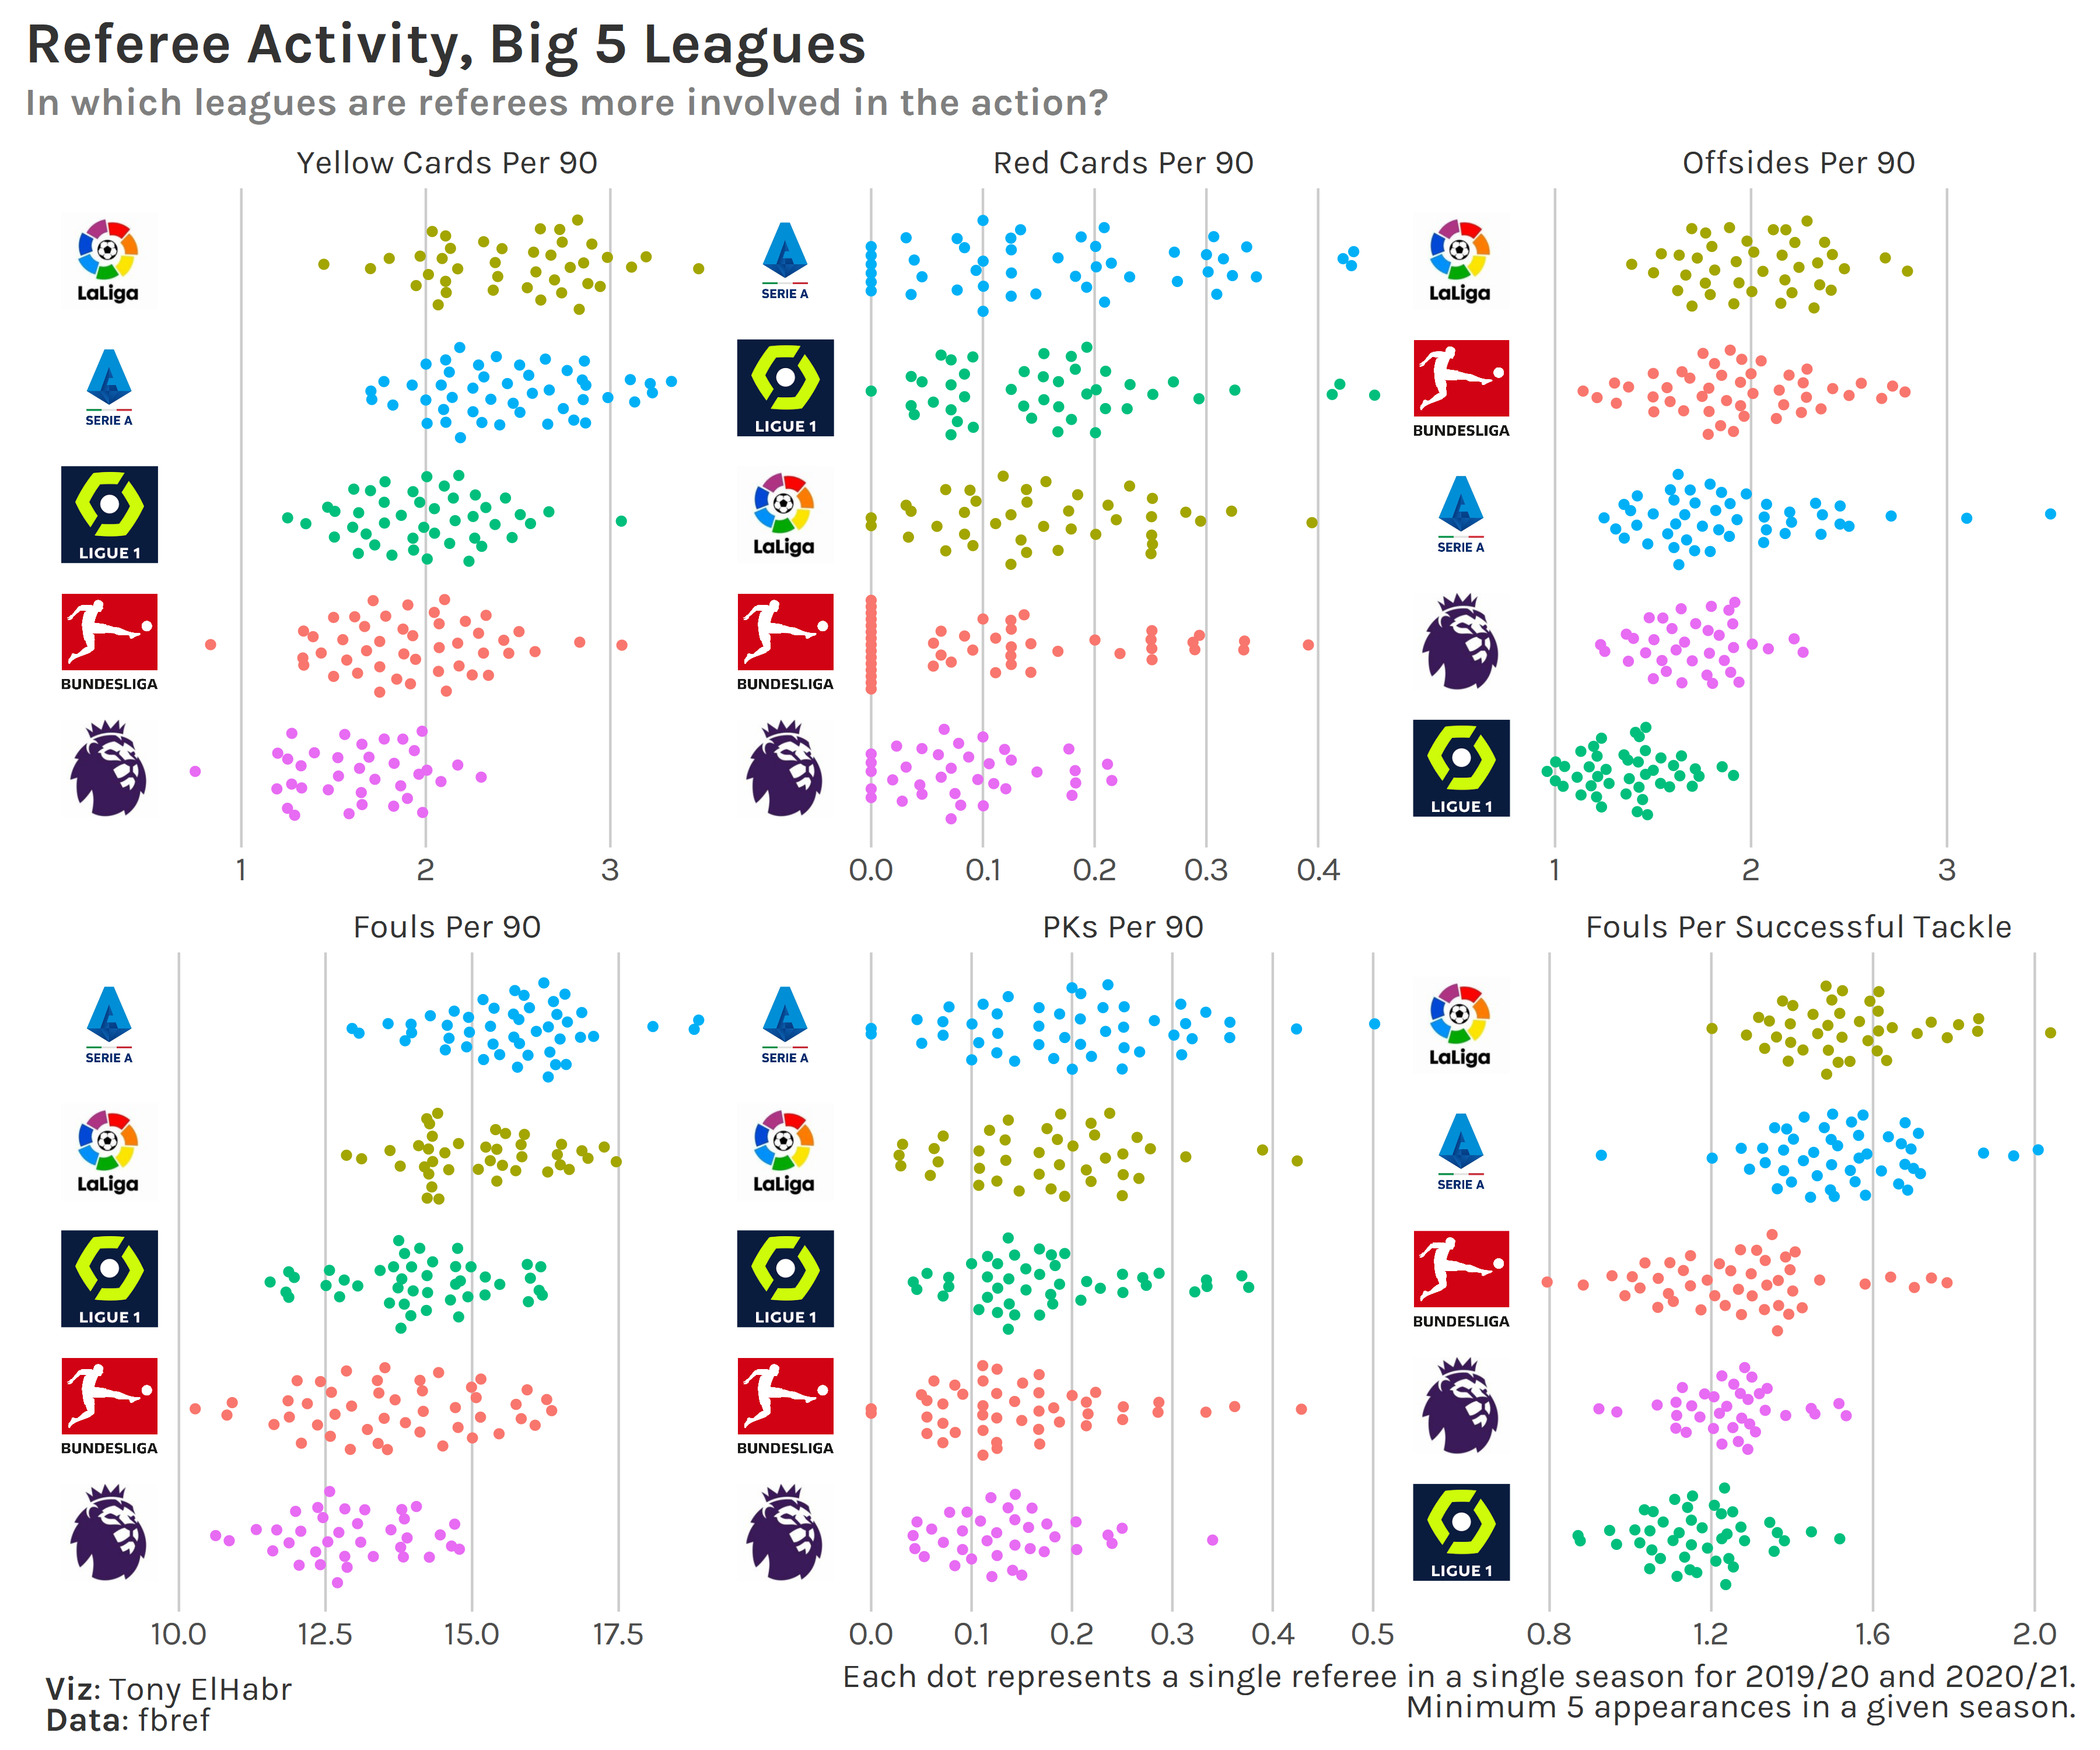 Referee Activity, Big 5 Leagues
In which leagues are referees more involved in the action?
Yellow Cards Per 90
Red Cards Per 90
Offsides Per 90
LaLiga
SERIE A
LaLiga
SERIE A
LIGUE 1
BUNDESLIGA
LIGUE 1
LaLiga
SERIE A
BUNDESLIGA
BUNDESLIGA
LIGUE 1
1 2 3
0.0 0.1 0.2 0.3 0.4
1 2 3
Fouls Per 90
PKs Per 90
Fouls Per Successful Tackle
SERIE A
SERIE A
LaLiga
LaLiga
LaLiga
SERIE A
LIGUE 1
LIGUE 1
BUNDESLIGA
BUNDESLIGA
BUNDESLIGA
LIGUE 1
10.0 12.5 15.0 17.5
0.0 0.1 0.2 0.3 0.4 0.5
0.8 1.2 1.6 2.0
Viz: Tony ElHabr
Data: fbref
Each dot represents a single referee in a single season for 2019/20 and 2020/21.
Minimum 5 appearances in a given season.